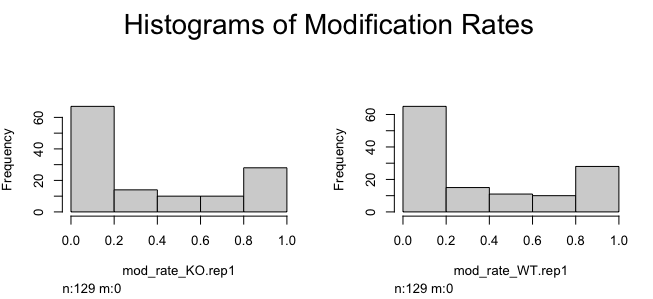 Histograms of Modification Rates
Frequency
0 20 40 60
0.0 0.2 0.4 0.6 0.8 1.0
mod_rate_KO.rep1
n:129 m:0
Frequency
0 20 40 60
0.0 0.2 0.4 0.6 0.8 1.0
mod_rate_WT.rep1
n:129 m:0